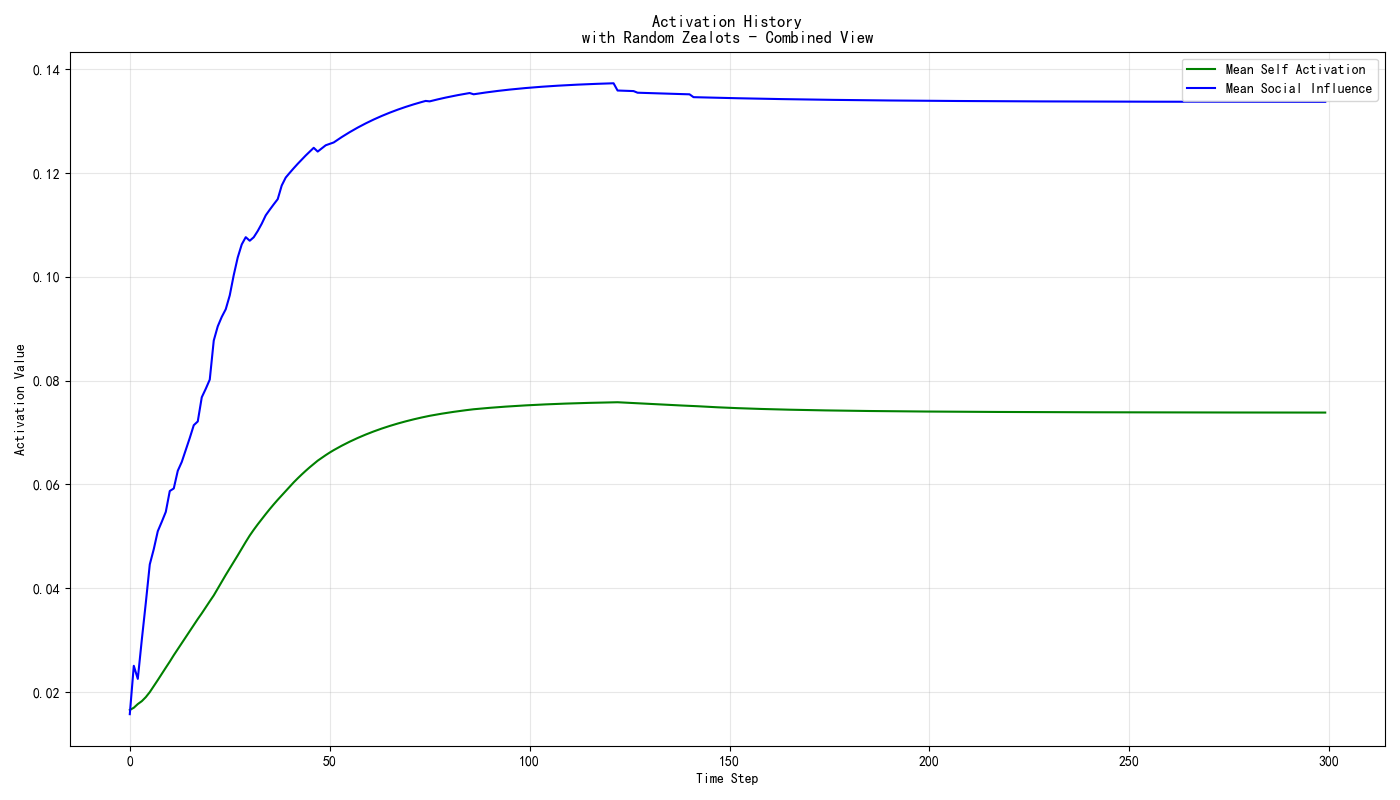 Activation History
with Random Zealots - Combined View
Mean Self Activation
Mean Social Influence
Activation Value
0.14
0.12
0.10
0.08
0.06
0.04
0.02
0
50
100
150
200
250
300
Time Step